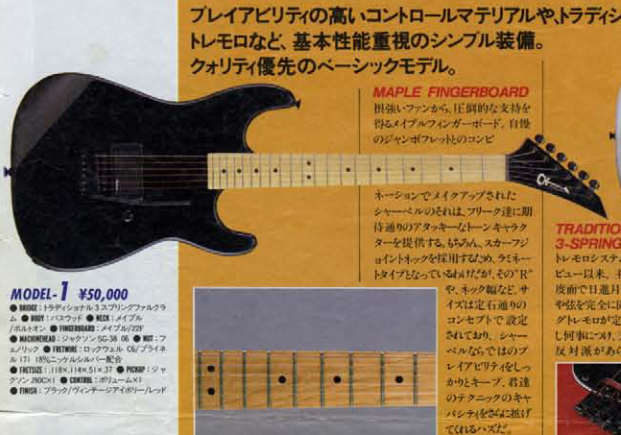 プレイアビリティの高いコントロールマテリアルや、トラディシ
トレモロなど、基本性能重視のシンプル装備。
クォリティ優先のベーシックモデル。
MAPLE FINGERBOARD
根強いファンから、圧倒的な支持を
得るメイプルフィンガーボード。自慢
のジャンボフレットとのコンビ
ネーションでメイクアップされた
シャーベルのそれは、フリーク達に期
待通りのアタッキーなトーンキャラク
ターを提供する。もちろん、スカーフジ
ョイントネックを採用するため、ラミネー
トタイプとなっているわけだが、その"R"
や、ネック幅など、サ
イズは定石通りの
コンセプトで設定
されており、シャー
ベルならではのプ
レイアビリティをしっ
かりとキープ。君達
のテクニックのキャ
パシティをさらに拡げ
てくれるハズだ。
MODEL-1 ¥50,000
● BRIDGE:トラディショナル3スプリングファルクラ
ム ● BODY:バスウッド ● NECK:メイプル
/ボルトオン ● FINGERBOARD:メイプル/22F
● MACHINEHEAD:ジャクソンSG-38 06 ● NUT:フ
ェノリック ● FRETWIRE:ロックウェル C6/プライネ
ル 171 18%ニッケルシルバー配合
● FRETSIZE:.118×.114×.51×.37 ● PICKUP:ジャ
クソン J90C×1 ● CONTROL:ボリューム×1
● FINISH:ブラック/ヴィンテージアイボリー/レッド
TRADITIO
3-SPRING
トレモロシステム
ビュー以来、主
度面で日進月
や弦を完全に固
グトレモロが定
し何事につけ、
反対派があ